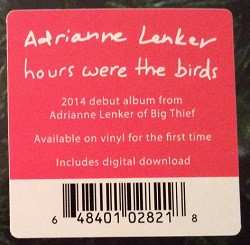 Adrianne Lenker
hours were the birds
2014 debut album from
Adrianne Lenker of Big Thief
Available on vinyl for the first time
Includes digital download
6 48401 02821 8